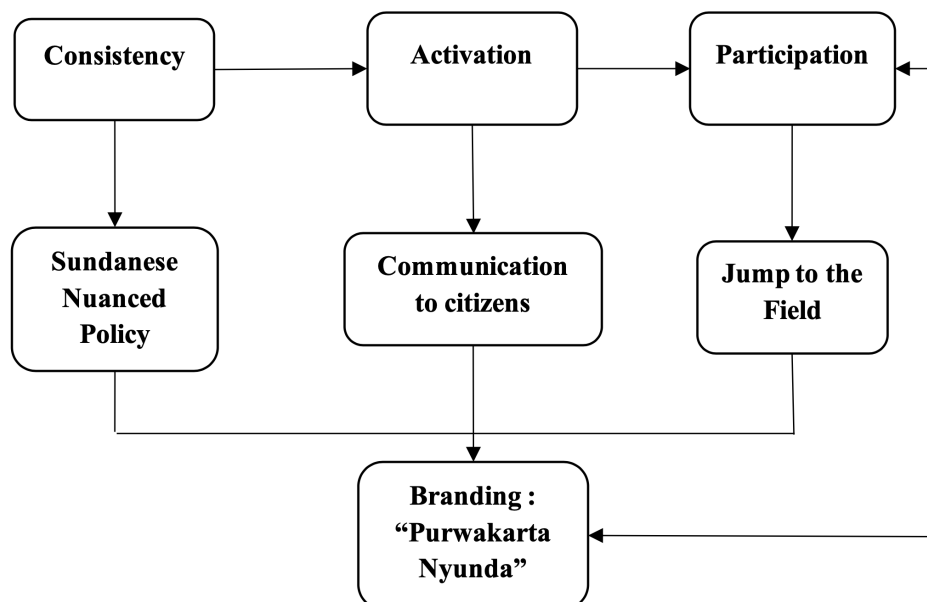 Consistency
Activation
Participation
Sundanese
Nuanced
Policy
Communication
to citizens
Jump to the
Field
Branding :
“Purwakarta
Nyunda”